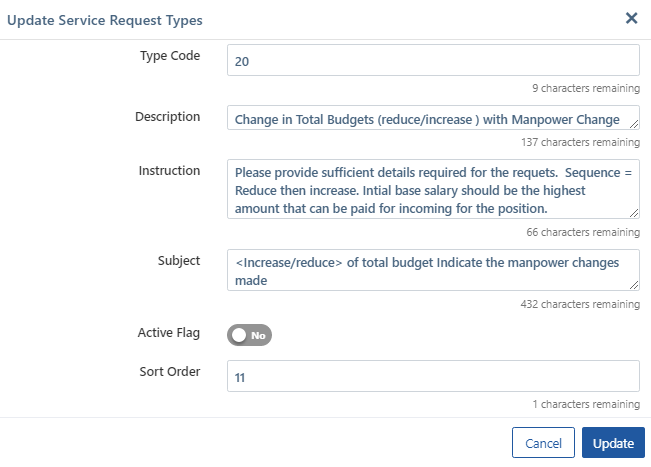 Update Service Request Types
×
Type Code
20
9 characters remaining
Description
Change in Total Budgets (reduce/increase ) with Manpower Change
137 characters remaining
Instruction
Please provide sufficient details required for the requets.  Sequence =
Reduce then increase. Intial base salary should be the highest
amount that can be paid for incoming for the position.
66 characters remaining
Subject
<Increase/reduce> of total budget Indicate the manpower changes
made
432 characters remaining
Active Flag
No
Sort Order
11
1 characters remaining
Cancel
Update